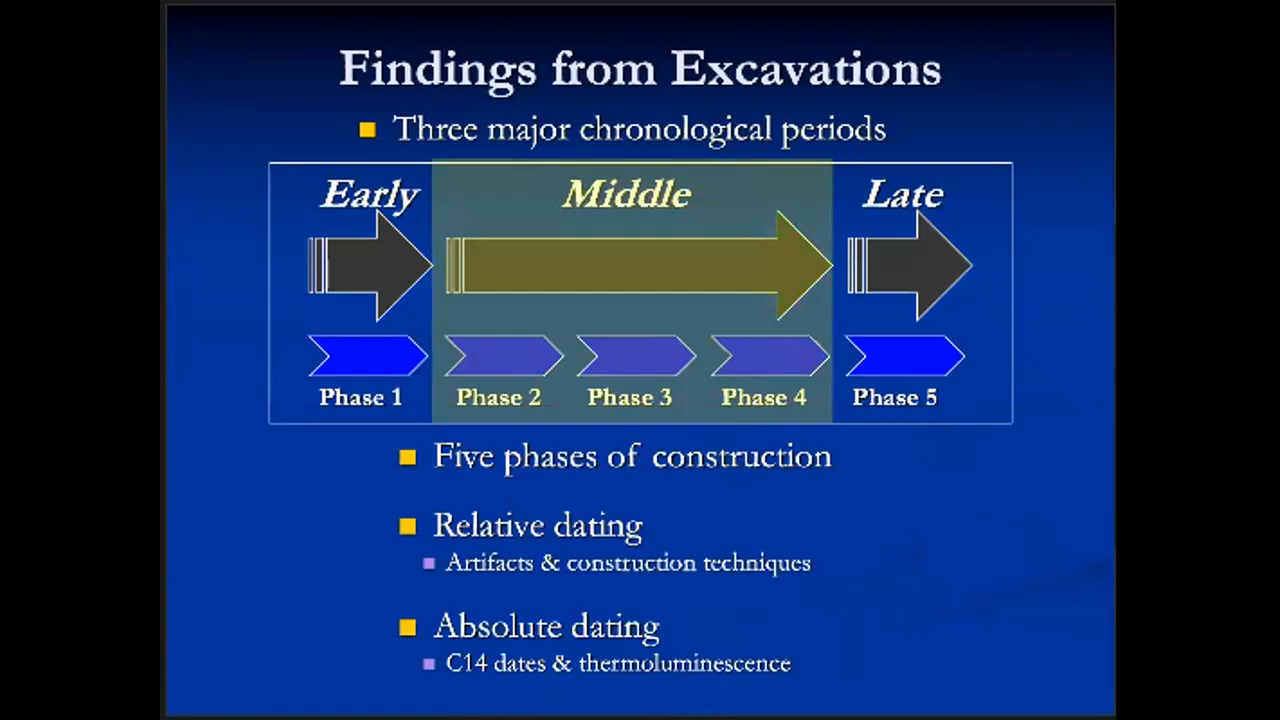 Findings from Excavations
Three major chronological periods
Early Middle Late
Phase 1 Phase 2 Phase 3 Phase 4 Phase 5
Five phases of construction
Relative dating
Artifacts & construction techniques
Absolute dating
C14 dates & thermoluminescence